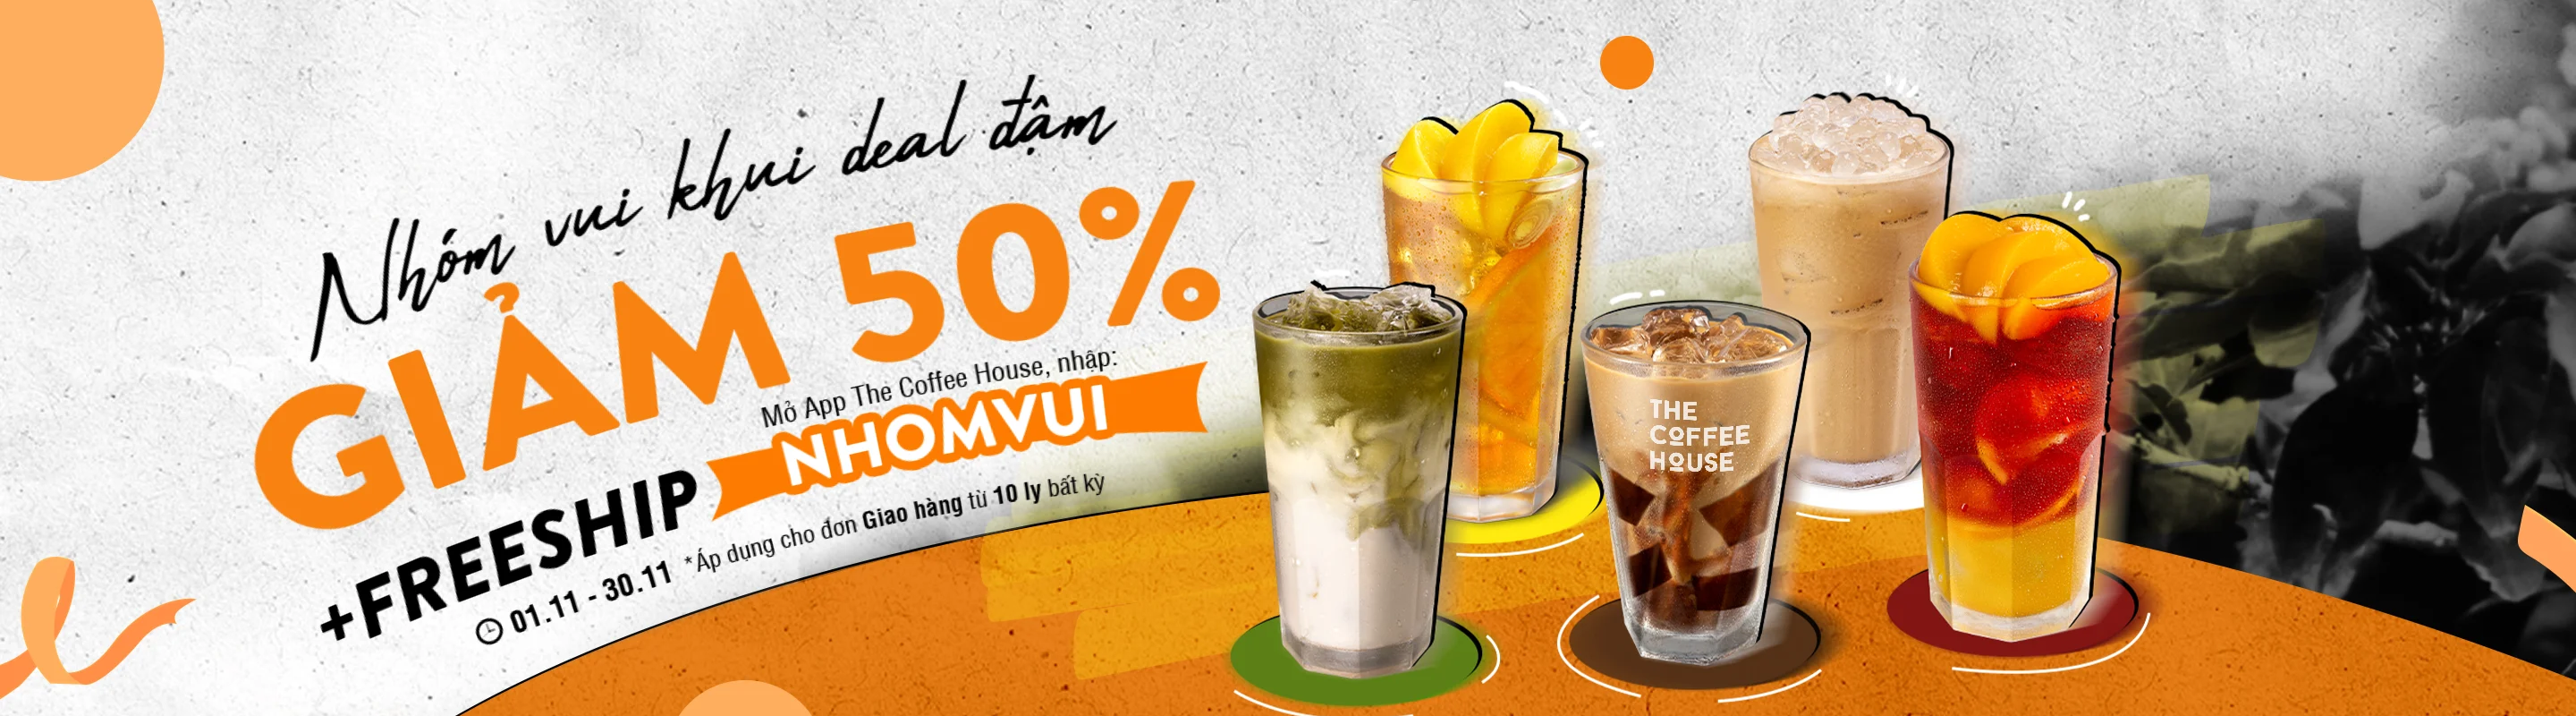 Nhóm vui khui deal đậm
GIẢM 50%
Mở App The Coffee House, nhập:
NHOMVUI
+FREESHIP
01.11 - 30.11 *Áp dụng cho đơn Giao hàng từ 10 ly bất kỳ
THE
COFFEE
HOUSE